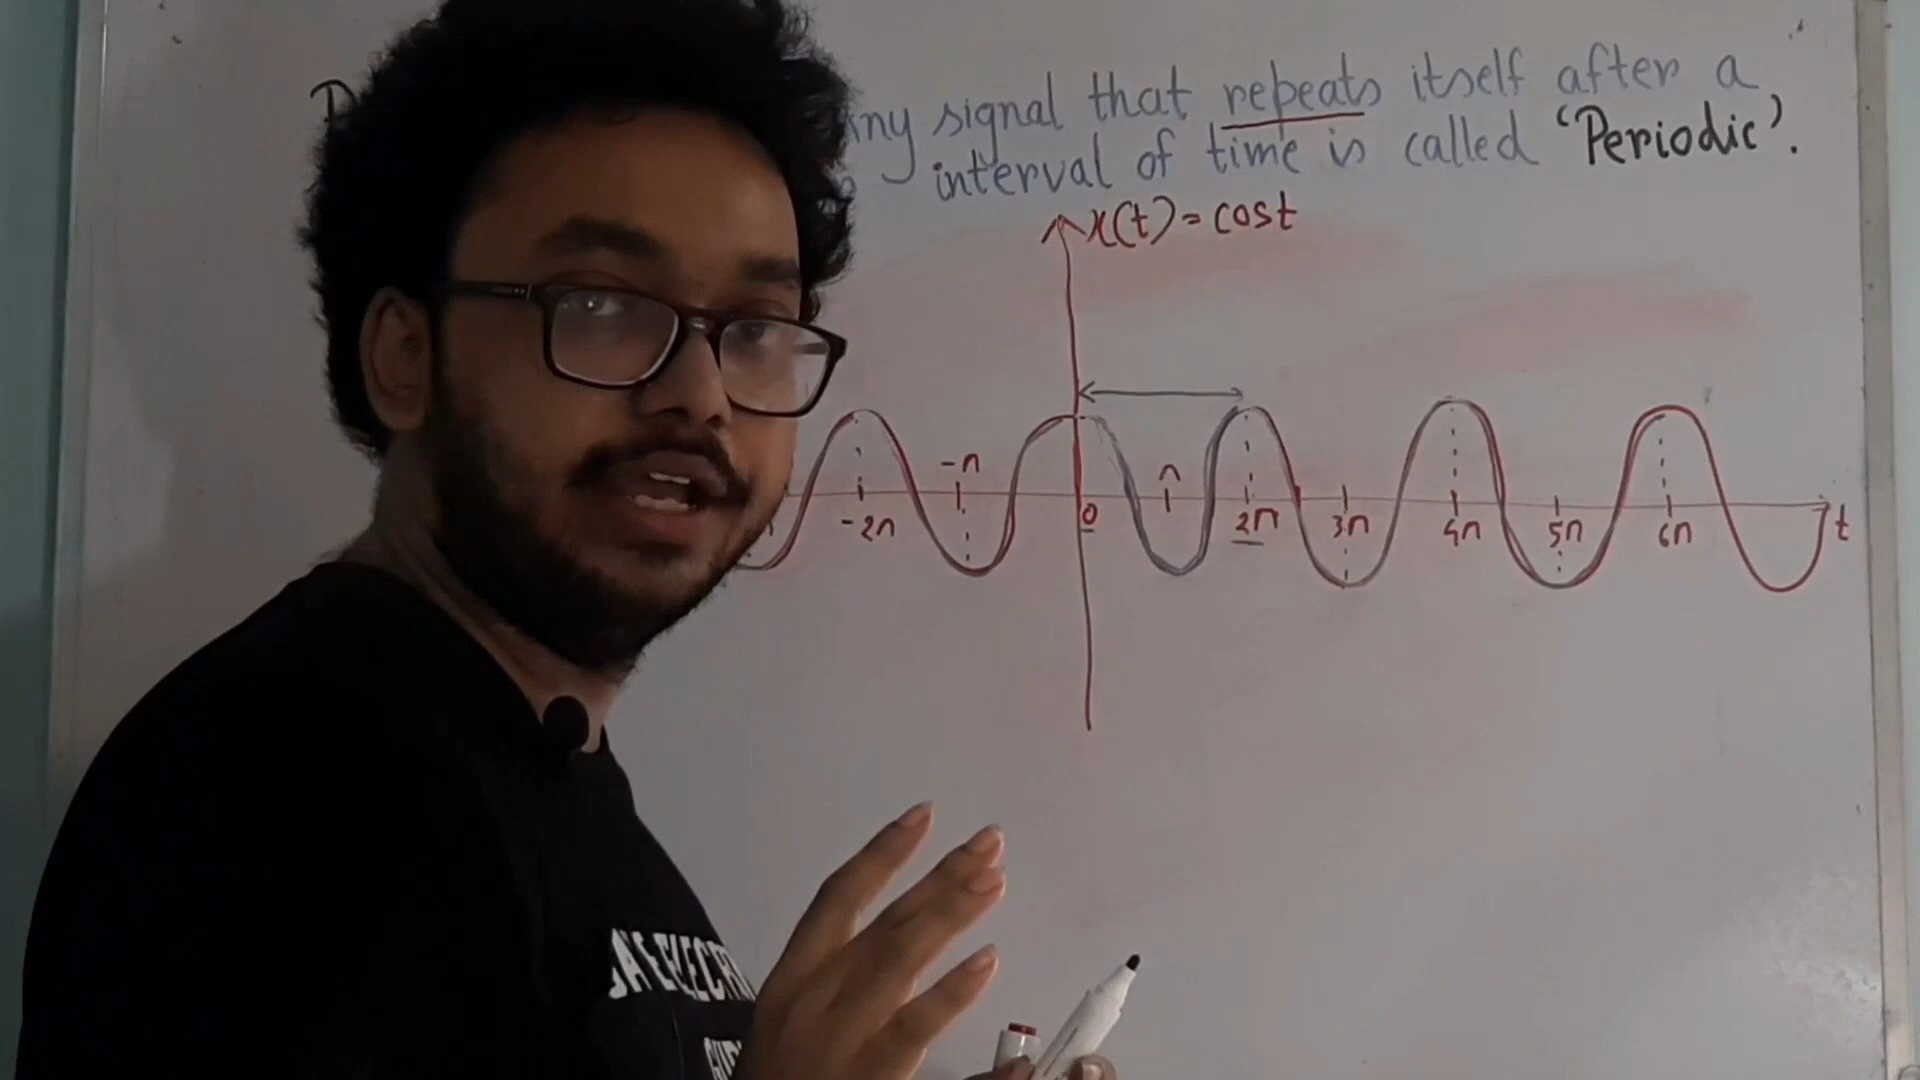 any signal that repeats itself after a
interval of time is called 'Periodic'.
x(t) = cost
-π
π
-2π
0
2π
3π
4π
5π
6π
t